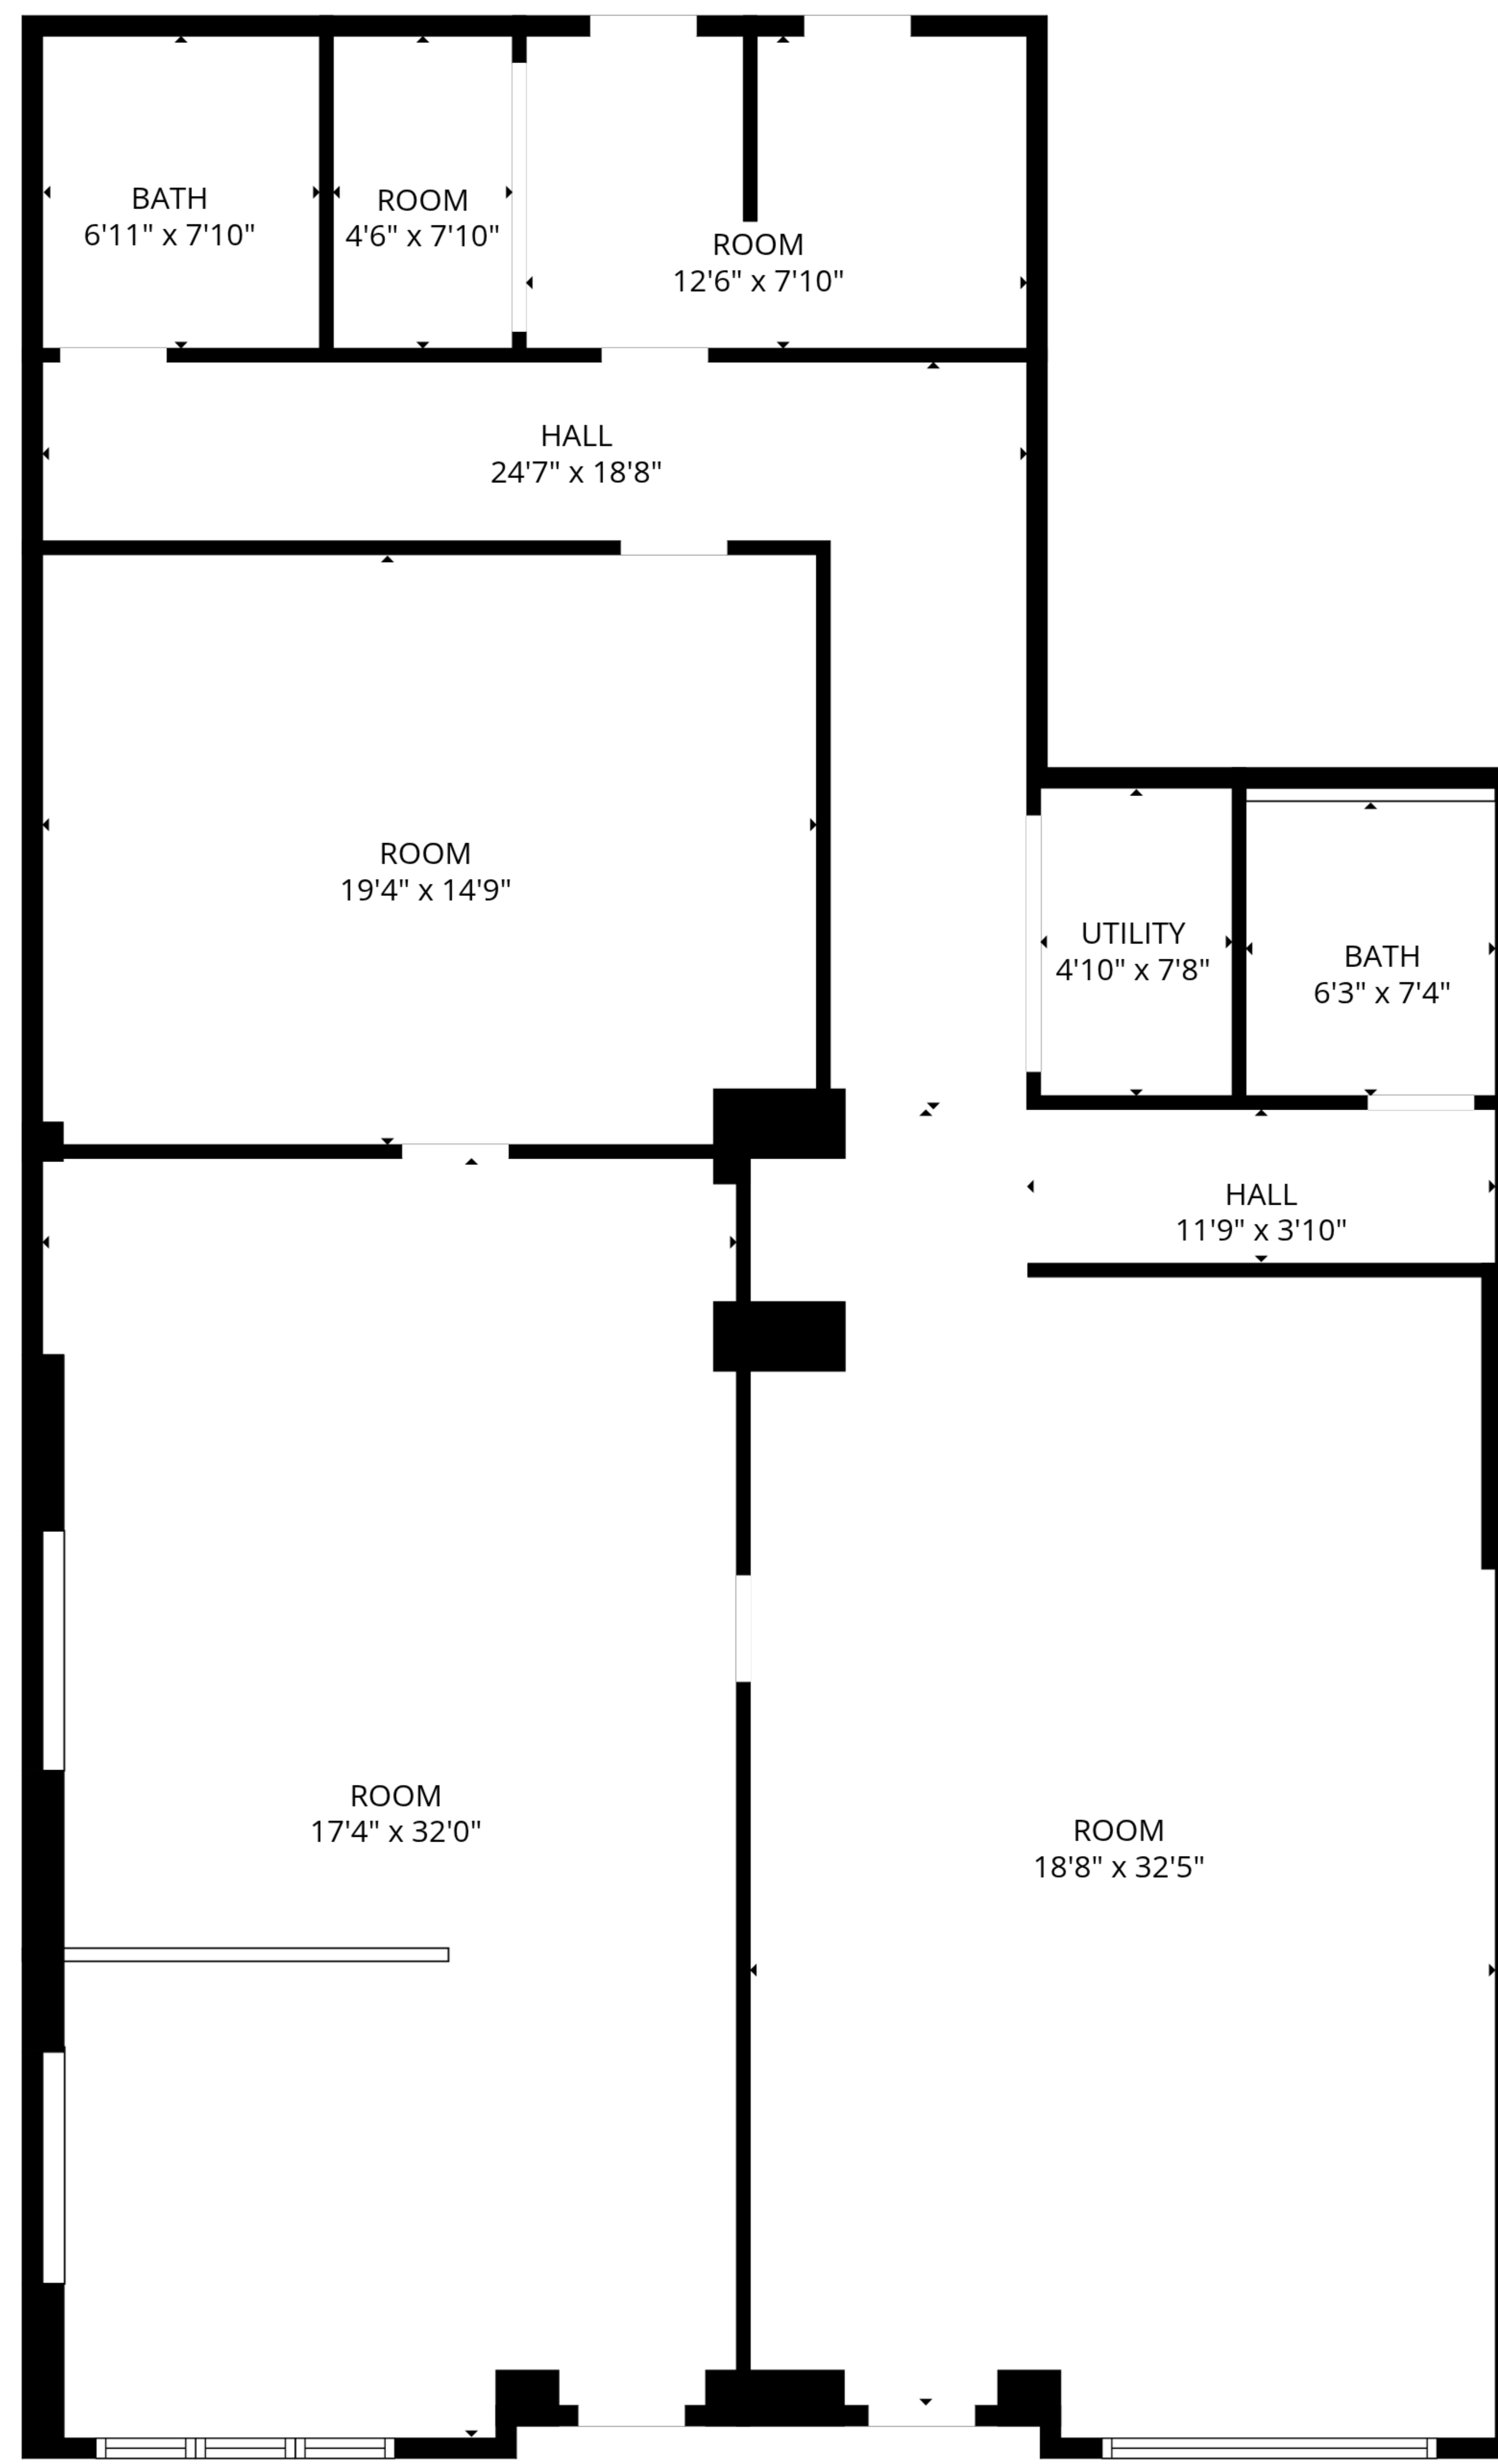 BATH
6'11" x 7'10"
ROOM
4'6" x 7'10"
ROOM
12'6" x 7'10"
HALL
24'7" x 18'8"
ROOM
19'4" x 14'9"
UTILITY
4'10" x 7'8"
BATH
6'3" x 7'4"
HALL
11'9" x 3'10"
ROOM
17'4" x 32'0"
ROOM
18'8" x 32'5"